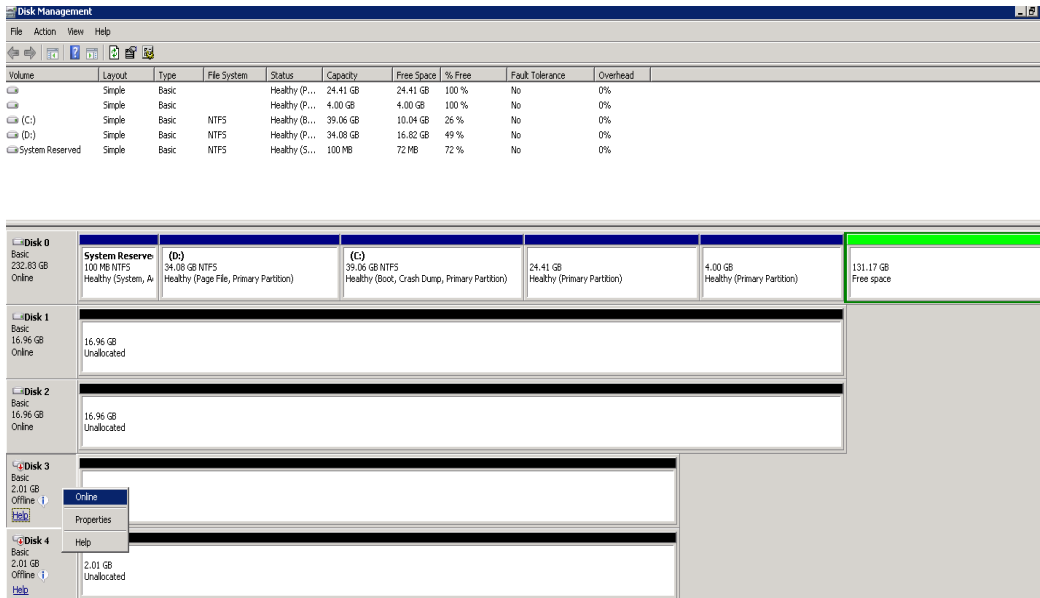 Disk Management
File Action View Help
Volume Layout Type File System Status Capacity Free Space % Free Fault Tolerance Overhead
Simple Basic Healthy (P... 24.41 GB 24.41 GB 100 % No 0%
Simple Basic Healthy (P... 4.00 GB 4.00 GB 100 % No 0%
(C:) Simple Basic NTFS Healthy (B... 39.06 GB 10.04 GB 26 % No 0%
(D:) Simple Basic NTFS Healthy (P... 34.08 GB 16.82 GB 49 % No 0%
System Reserved Simple Basic NTFS Healthy (S... 100 MB 72 MB 72 % No 0%
Disk 0
Basic
232.83 GB
Online
System Reserve
100 MB NTFS
Healthy (System, A
(D:)
34.08 GB NTFS
Healthy (Page File, Primary Partition)
(C:)
39.06 GB NTFS
Healthy (Boot, Crash Dump, Primary Partition)
24.41 GB
Healthy (Primary Partition)
4.00 GB
Healthy (Primary Partition)
131.17 GB
Free space
Disk 1
Basic
16.96 GB
Online
16.96 GB
Unallocated
Disk 2
Basic
16.96 GB
Online
16.96 GB
Unallocated
Disk 3
Basic
2.01 GB
Offline
Help
Online
Properties
Help
Disk 4
Basic
2.01 GB
Offline
Help
2.01 GB
Unallocated